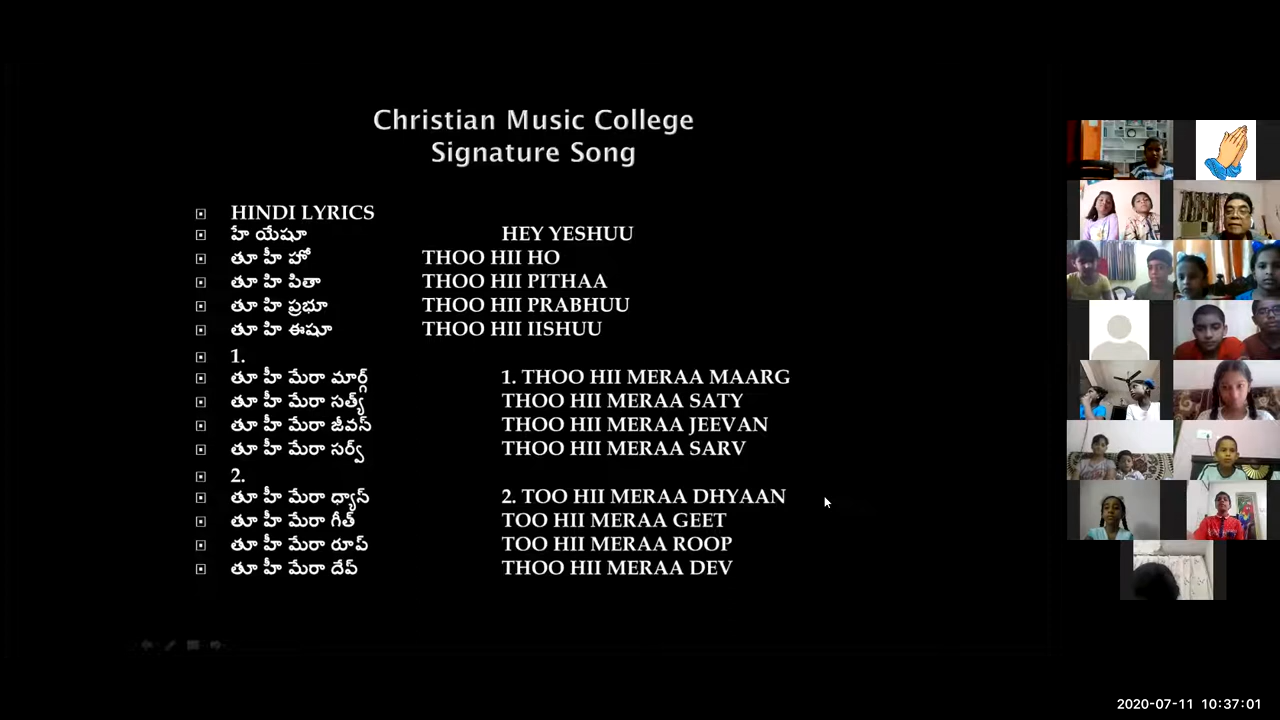 Christian Music College
Signature Song
HINDI LYRICS
హే యేషూ HEY YESHUU
తూ హీ హో THOO HII HO
తూ హి పితా THOO HII PITHAA
తూ హి ప్రభూ THOO HII PRABHUU
తూ హి ఈషూ THOO HII IISHUU
1.
తూ హీ మేరా మార్గ్ 1. THOO HII MERAA MAARG
తూ హీ మేరా సత్య్ THOO HII MERAA SATY
తూ హీ మేరా జీవన్ THOO HII MERAA JEEVAN
తూ హీ మేరా సర్వ్ THOO HII MERAA SARV
2.
తూ హీ మేరా ధ్యాన్ 2. TOO HII MERAA DHYAAN
తూ హీ మేరా గీత్ TOO HII MERAA GEET
తూ హీ మేరా రూప్ TOO HII MERAA ROOP
తూ హీ మేరా దేవ్ THOO HII MERAA DEV
2020-07-11 10:37:01